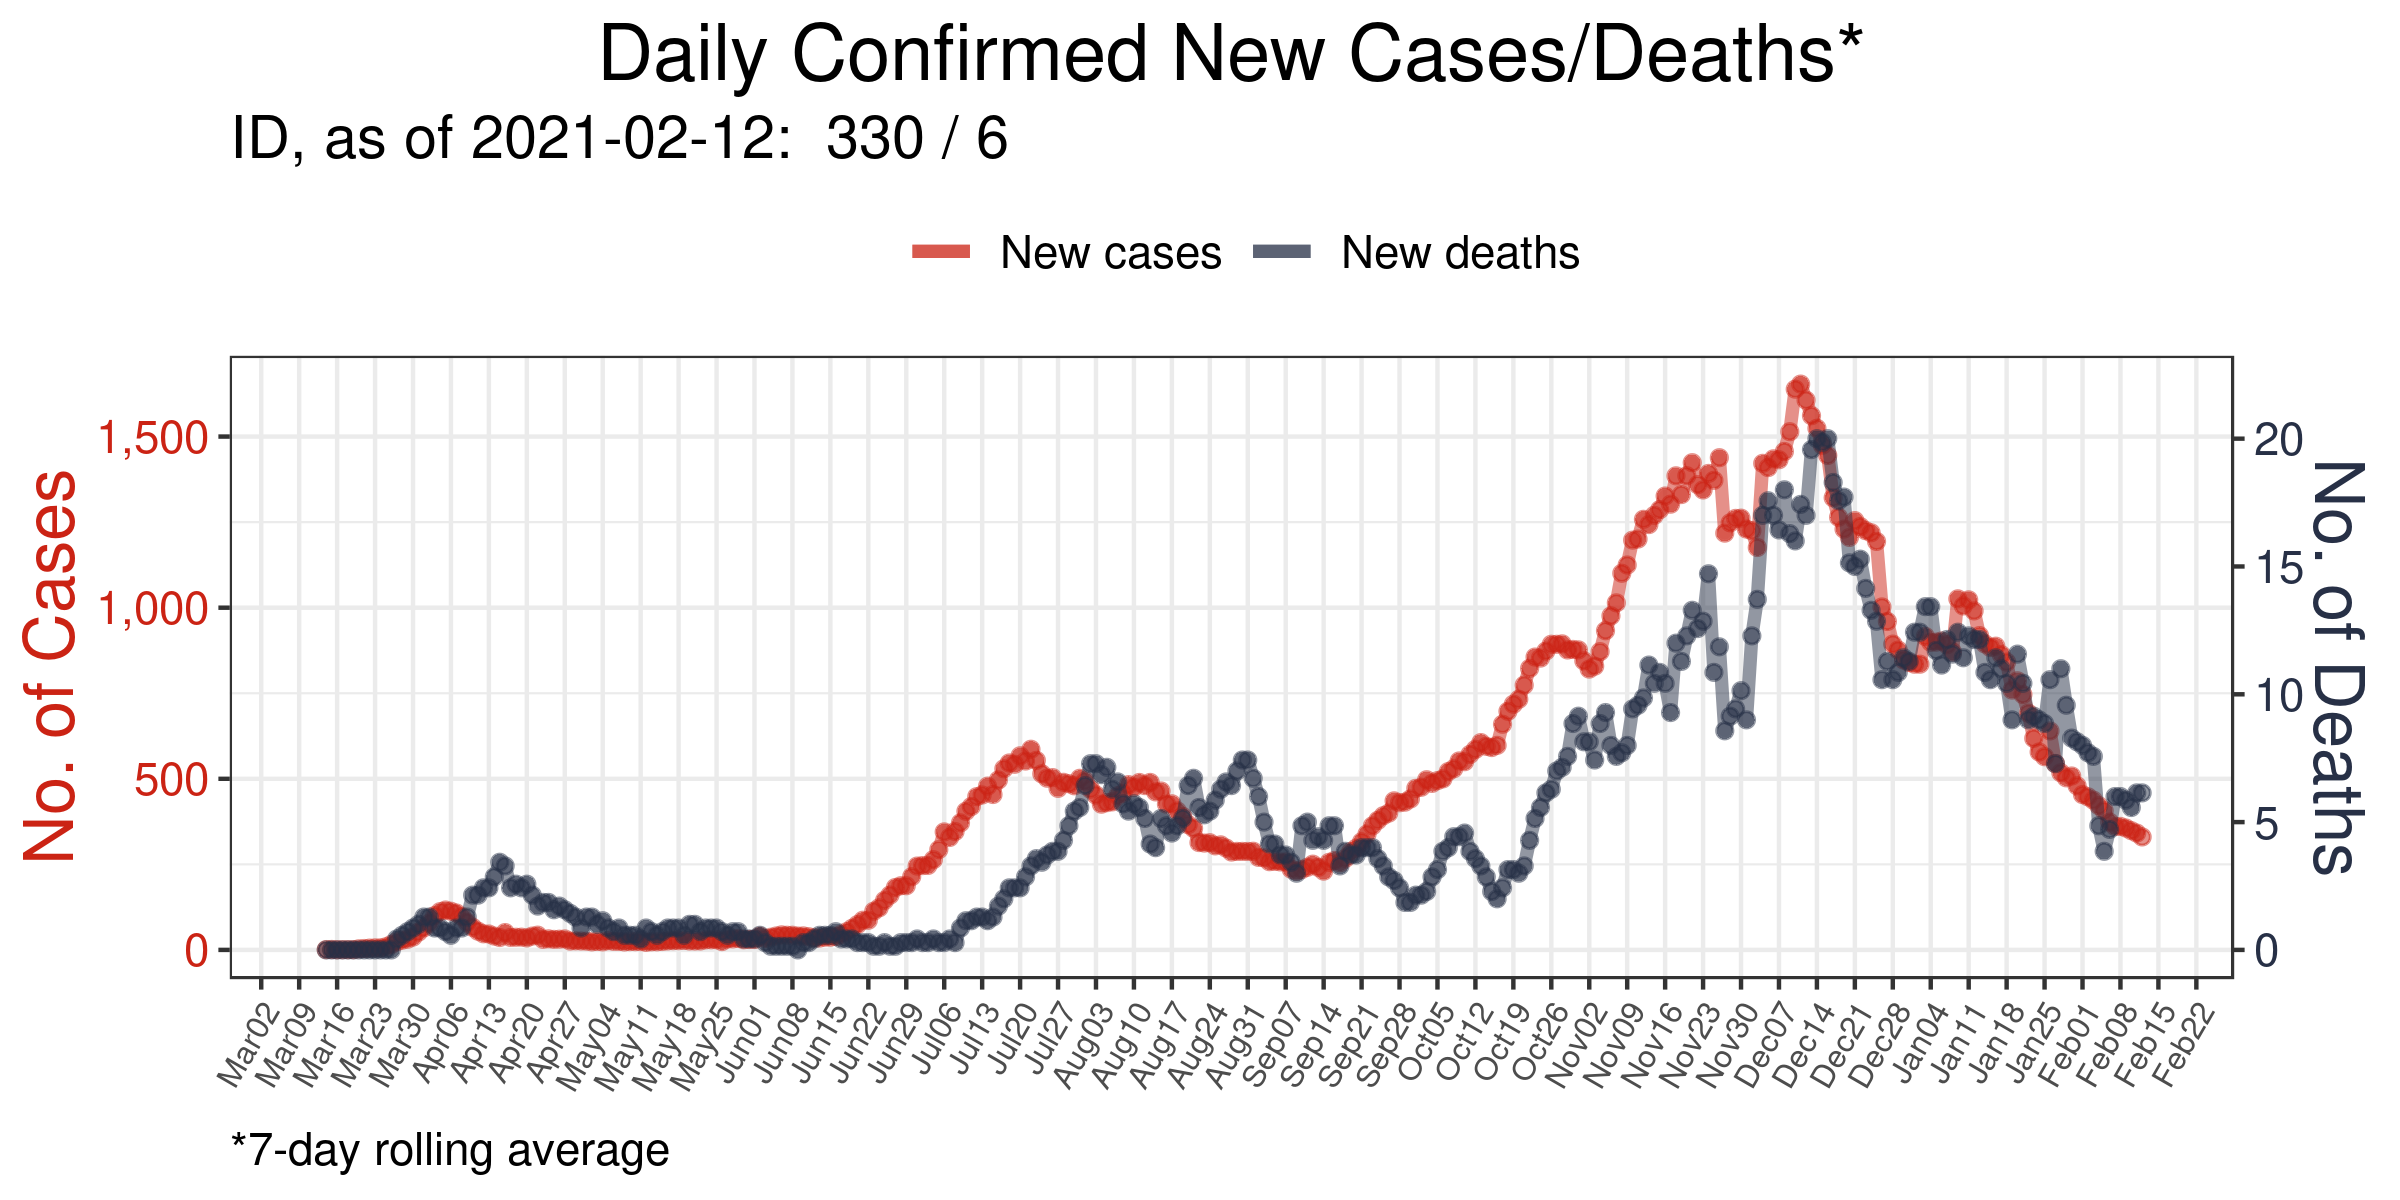 Daily Confirmed New Cases/Deaths*
ID, as of 2021-02-12:  330 / 6
New cases
New deaths
No. of Cases
1,500
1,000
500
0
20
15
10
5
0
No. of Deaths
Mar02
Mar09
Mar16
Mar23
Mar30
Apr06
Apr13
Apr20
Apr27
May04
May11
May18
May25
Jun01
Jun08
Jun15
Jun22
Jun29
Jul06
Jul13
Jul20
Jul27
Aug03
Aug10
Aug17
Aug24
Aug31
Sep07
Sep14
Sep21
Sep28
Oct05
Oct12
Oct19
Oct26
Nov02
Nov09
Nov16
Nov23
Nov30
Dec07
Dec14
Dec21
Dec28
Jan04
Jan11
Jan18
Jan25
Feb01
Feb08
Feb15
Feb22
*7-day rolling average